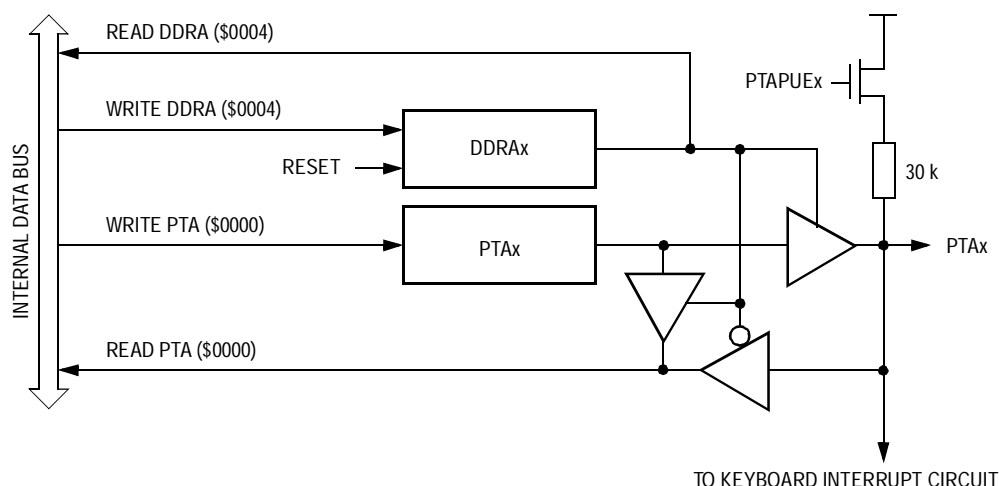 READ DDRA ($0004)
PTAPUEx
WRITE DDRA ($0004)
DDRAx
RESET
30 k
INTERNAL DATA BUS
WRITE PTA ($0000)
PTAx
PTAx
READ PTA ($0000)
TO KEYBOARD INTERRUPT CIRCUIT